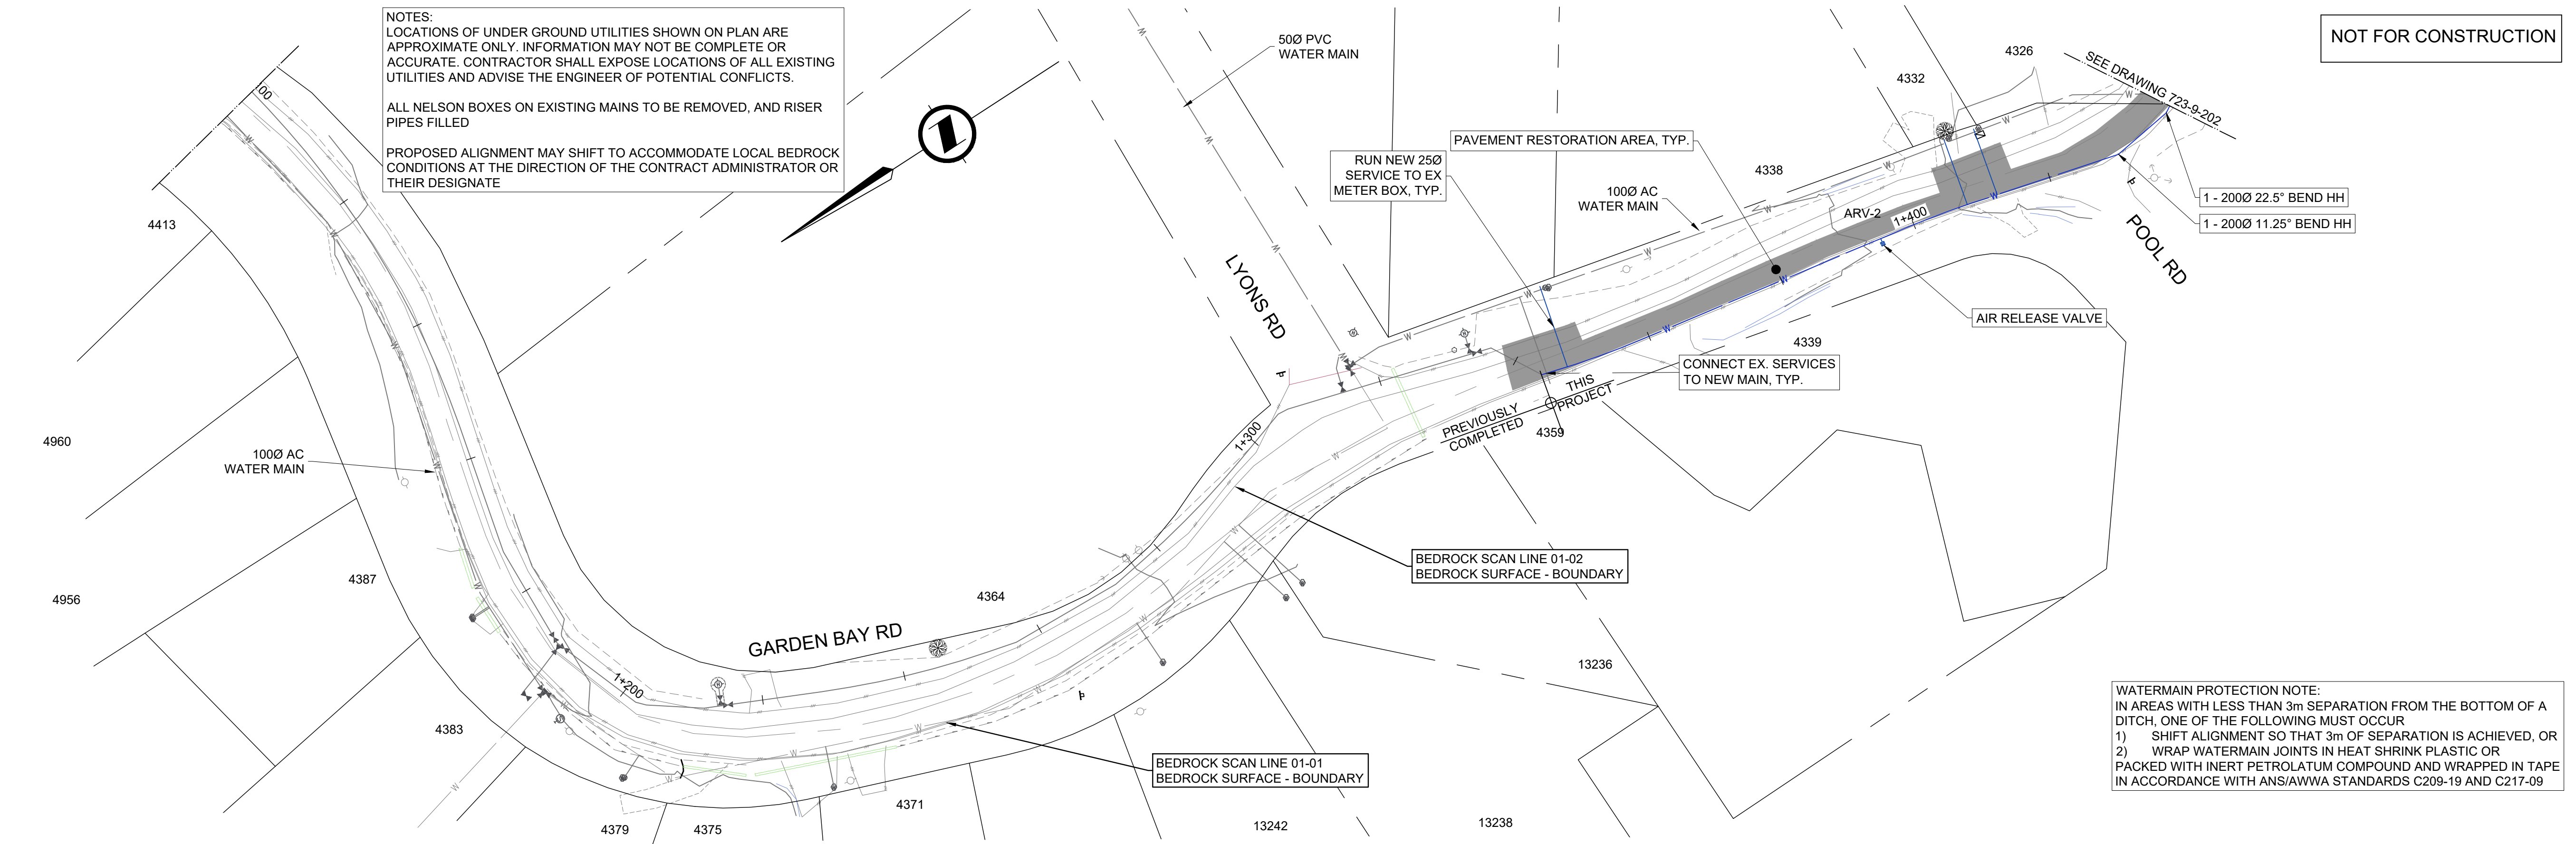 NOTES:
LOCATIONS OF UNDER GROUND UTILITIES SHOWN ON PLAN ARE
APPROXIMATE ONLY. INFORMATION MAY NOT BE COMPLETE OR
ACCURATE. CONTRACTOR SHALL EXPOSE LOCATIONS OF ALL EXISTING
UTILITIES AND ADVISE THE ENGINEER OF POTENTIAL CONFLICTS.
ALL NELSON BOXES ON EXISTING MAINS TO BE REMOVED, AND RISER
PIPES FILLED
PROPOSED ALIGNMENT MAY SHIFT TO ACCOMMODATE LOCAL BEDROCK
CONDITIONS AT THE DIRECTION OF THE CONTRACT ADMINISTRATOR OR
THEIR DESIGNATE
50Ø PVC
WATER MAIN
NOT FOR CONSTRUCTION
4326
4332
SEE DRAWING 723-9-202
PAVEMENT RESTORATION AREA, TYP.
RUN NEW 25Ø
SERVICE TO EX
METER BOX, TYP.
4338
100Ø AC
WATER MAIN
ARV-2
1+400
1 - 200Ø 22.5° BEND HH
1 - 200Ø 11.25° BEND HH
POOL RD
LYONS RD
AIR RELEASE VALVE
4339
CONNECT EX. SERVICES
TO NEW MAIN, TYP.
THIS
PROJECT
PREVIOUSLY
COMPLETED
4359
1+300
4413
4960
100Ø AC
WATER MAIN
4387
4956
4364
GARDEN BAY RD
BEDROCK SCAN LINE 01-02
BEDROCK SURFACE - BOUNDARY
13236
1+200
4383
BEDROCK SCAN LINE 01-01
BEDROCK SURFACE - BOUNDARY
4371
4379
4375
13242
13238
WATERMAIN PROTECTION NOTE:
IN AREAS WITH LESS THAN 3m SEPARATION FROM THE BOTTOM OF A
DITCH, ONE OF THE FOLLOWING MUST OCCUR
1) SHIFT ALIGNMENT SO THAT 3m OF SEPARATION IS ACHIEVED, OR
2) WRAP WATERMAIN JOINTS IN HEAT SHRINK PLASTIC OR
PACKED WITH INERT PETROLATUM COMPOUND AND WRAPPED IN TAPE
IN ACCORDANCE WITH ANS/AWWA STANDARDS C209-19 AND C217-09